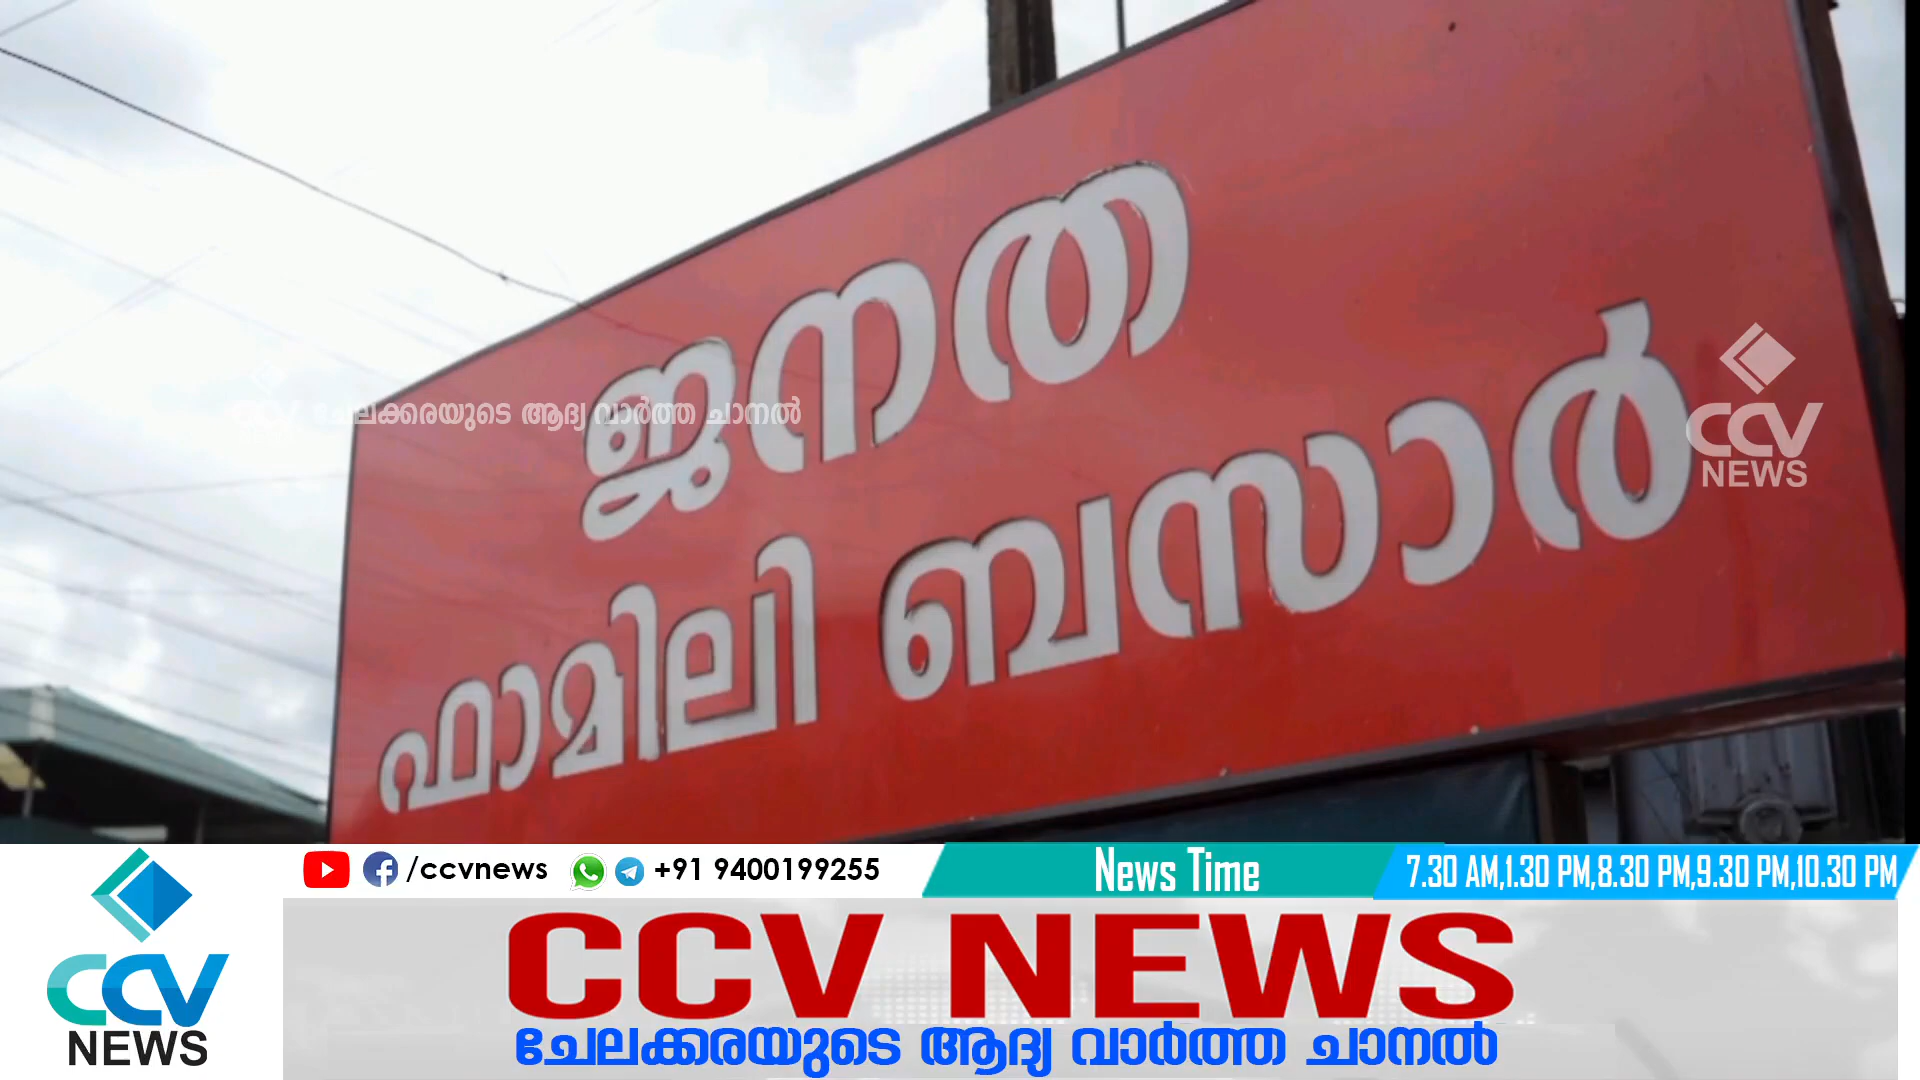 ജനത
ഫാമിലി ബസാർ
CCV ചേലക്കരയുടെ ആദ്യ വാർത്ത ചാനൽ
CCV
NEWS
/ccvnews +91 9400199255
News Time
7.30 AM,1.30 PM,8.30 PM,9.30 PM,10.30 PM
CCV
NEWS
CCV NEWS
ചേലക്കരയുടെ ആദ്യ വാർത്ത ചാനൽ